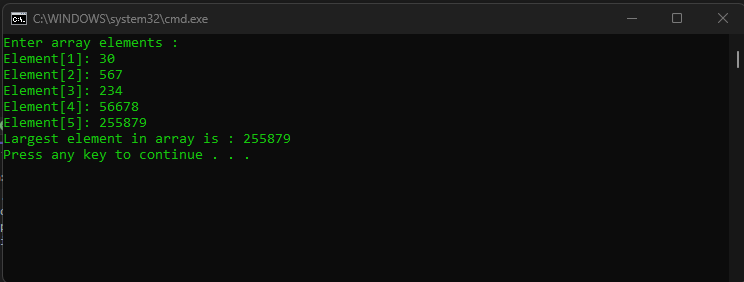 C:\WINDOWS\system32\cmd.exe
Enter array elements :
Element[1]: 30
Element[2]: 567
Element[3]: 234
Element[4]: 56678
Element[5]: 255879
Largest element in array is : 255879
Press any key to continue . . .